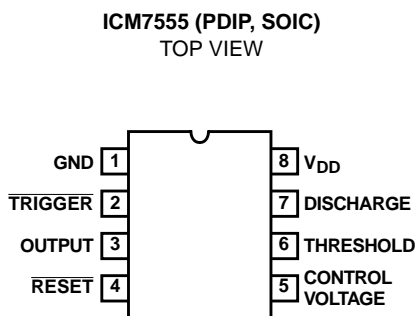 ICM7555 (PDIP, SOIC)
TOP VIEW
GND 1
8 VDD
TRIGGER 2
7 DISCHARGE
OUTPUT 3
6 THRESHOLD
RESET 4
5 CONTROL
VOLTAGE